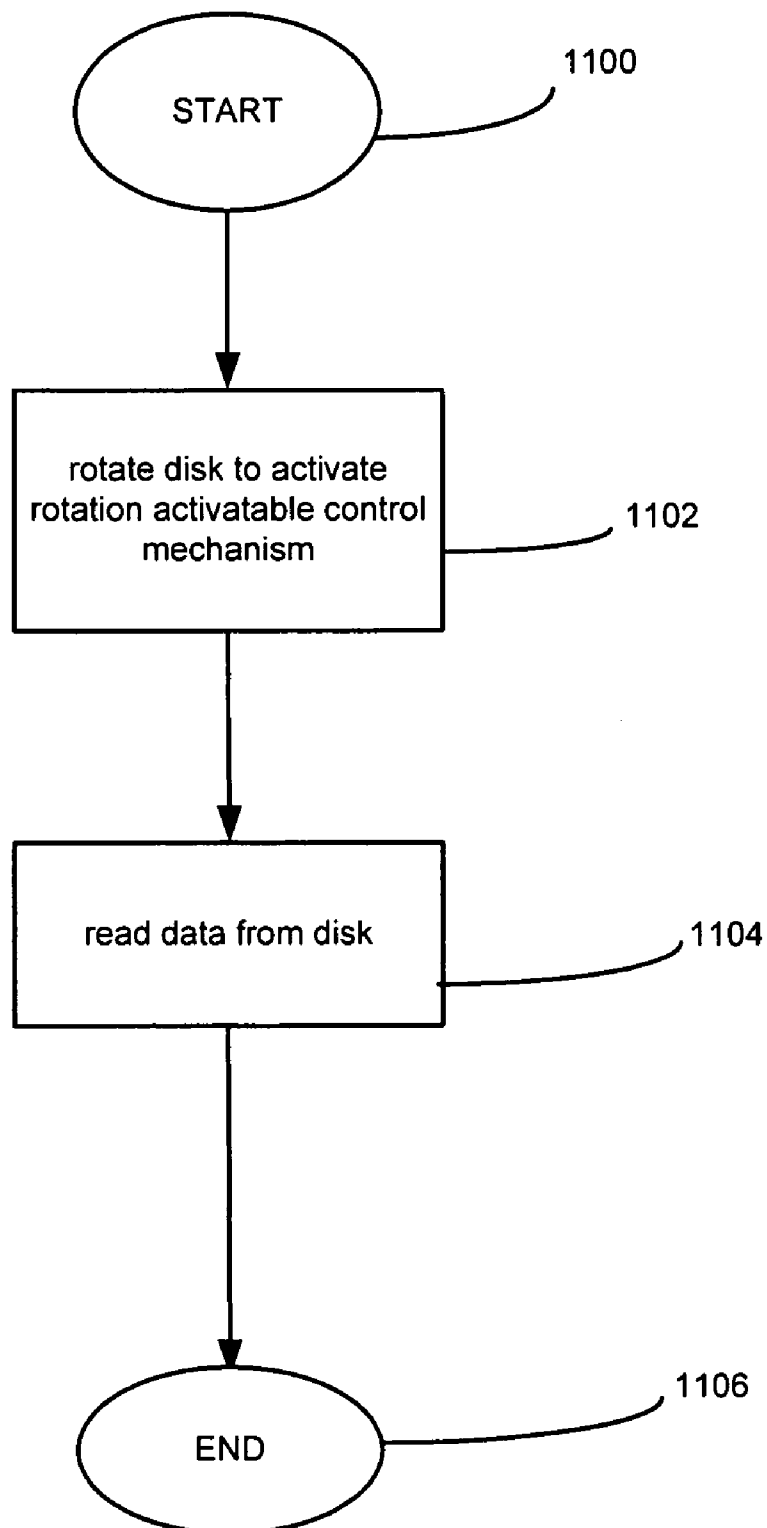 START
1100
rotate disk to activate
rotation activatable control
mechanism
1102
read data from disk
1104
END
1106